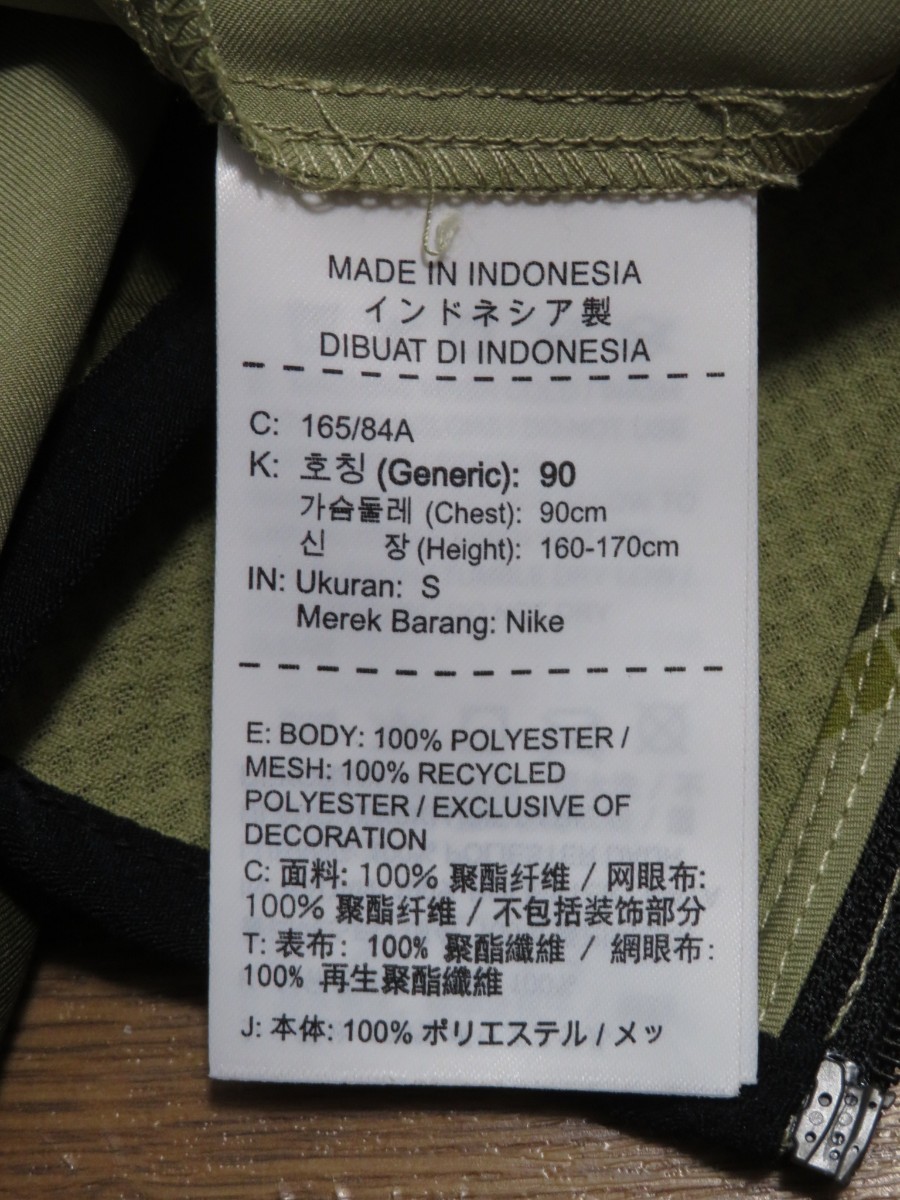 MADE IN INDONESIA
インドネシア製
DIBUAT DI INDONESIA
C: 165/84A
K: 호칭 (Generic): 90
가슴둘레 (Chest): 90cm
신 장 (Height): 160-170cm
IN: Ukuran: S
Merek Barang: Nike
E: BODY: 100% POLYESTER /
MESH: 100% RECYCLED
POLYESTER / EXCLUSIVE OF
DECORATION
C: 面料: 100% 聚酯纤维 / 网眼布:
100% 聚酯纤维 / 不包括装饰部分
T: 表布: 100% 聚酯纖維 / 網眼布:
100% 再生聚酯纖維
J: 本体: 100% ポリエステル / メッ